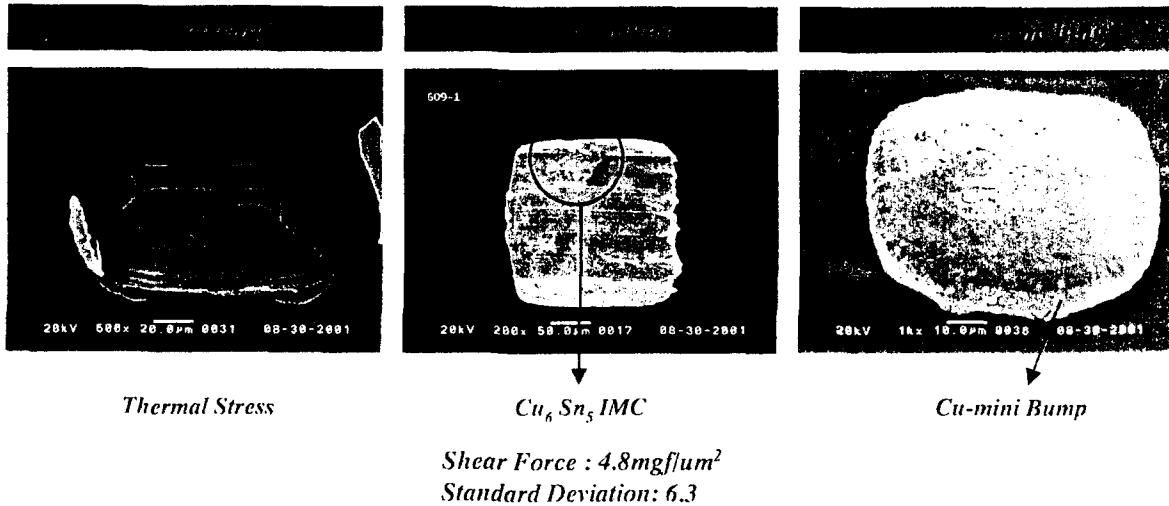 609-1
20kV 500x 20.0µm 0031 08-30-2001
20kV 200x 50.0µm 0017 08-30-2001
20kV 1kx 10.0µm 0036 08-30-2001
Thermal Stress
Cu₆ Sn₅ IMC
Cu-mini Bump
Shear Force : 4.8mgf/um²
Standard Deviation: 6.3